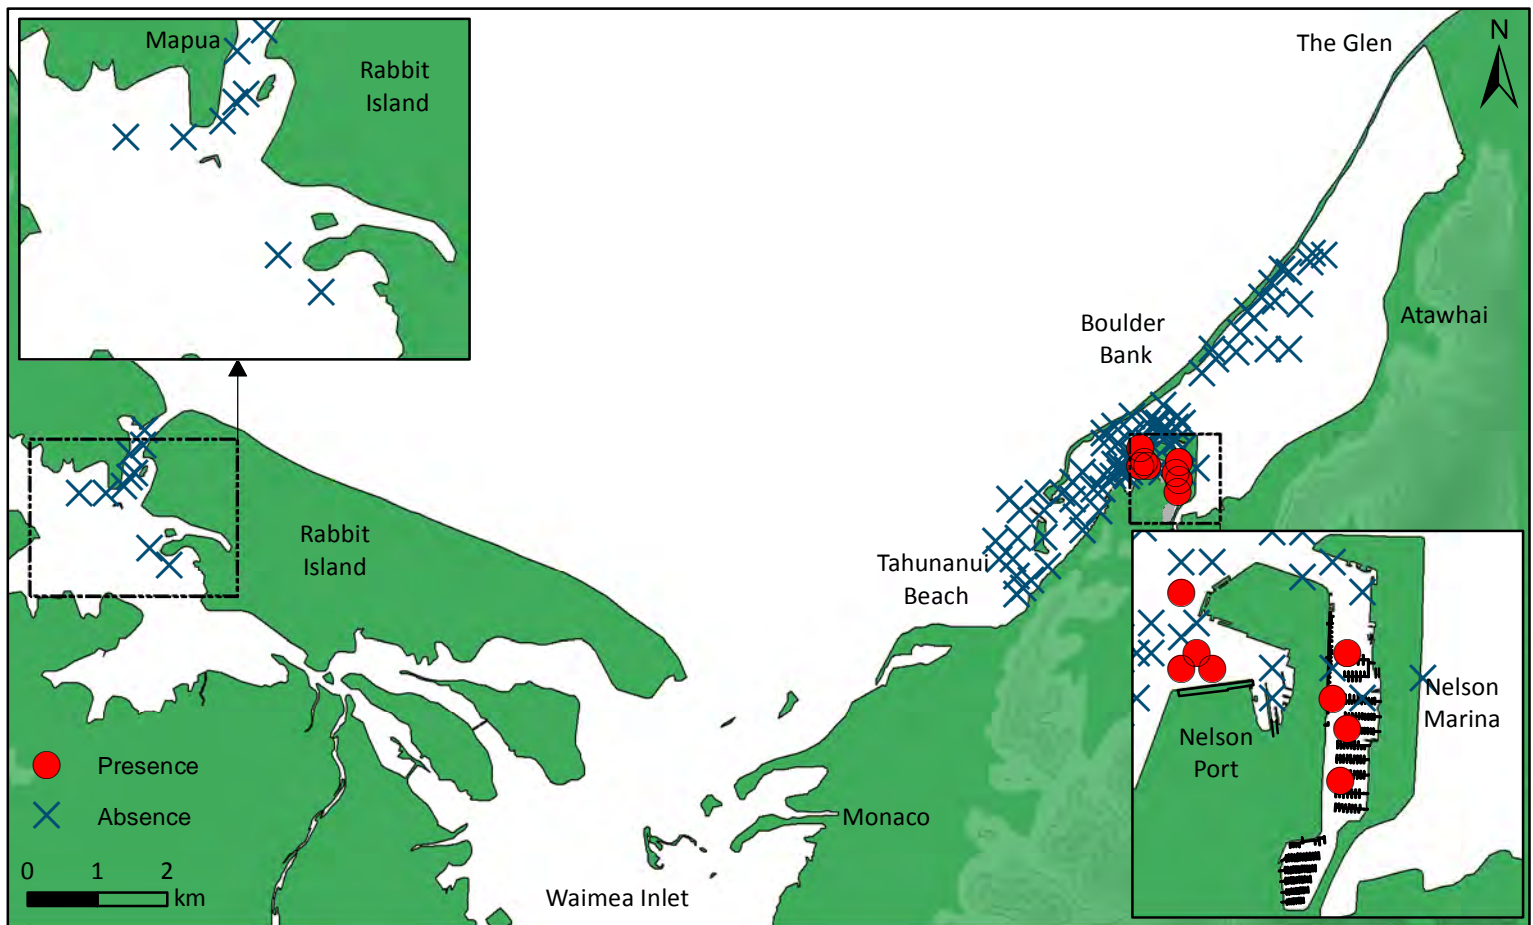 Mapua
Rabbit
Island
The Glen
N
Boulder
Bank
Atawhai
Rabbit
Island
Tahunanui
Beach
Nelson
Marina
Nelson
Port
Presence
Absence
Monaco
0 1 2
km
Waimea Inlet